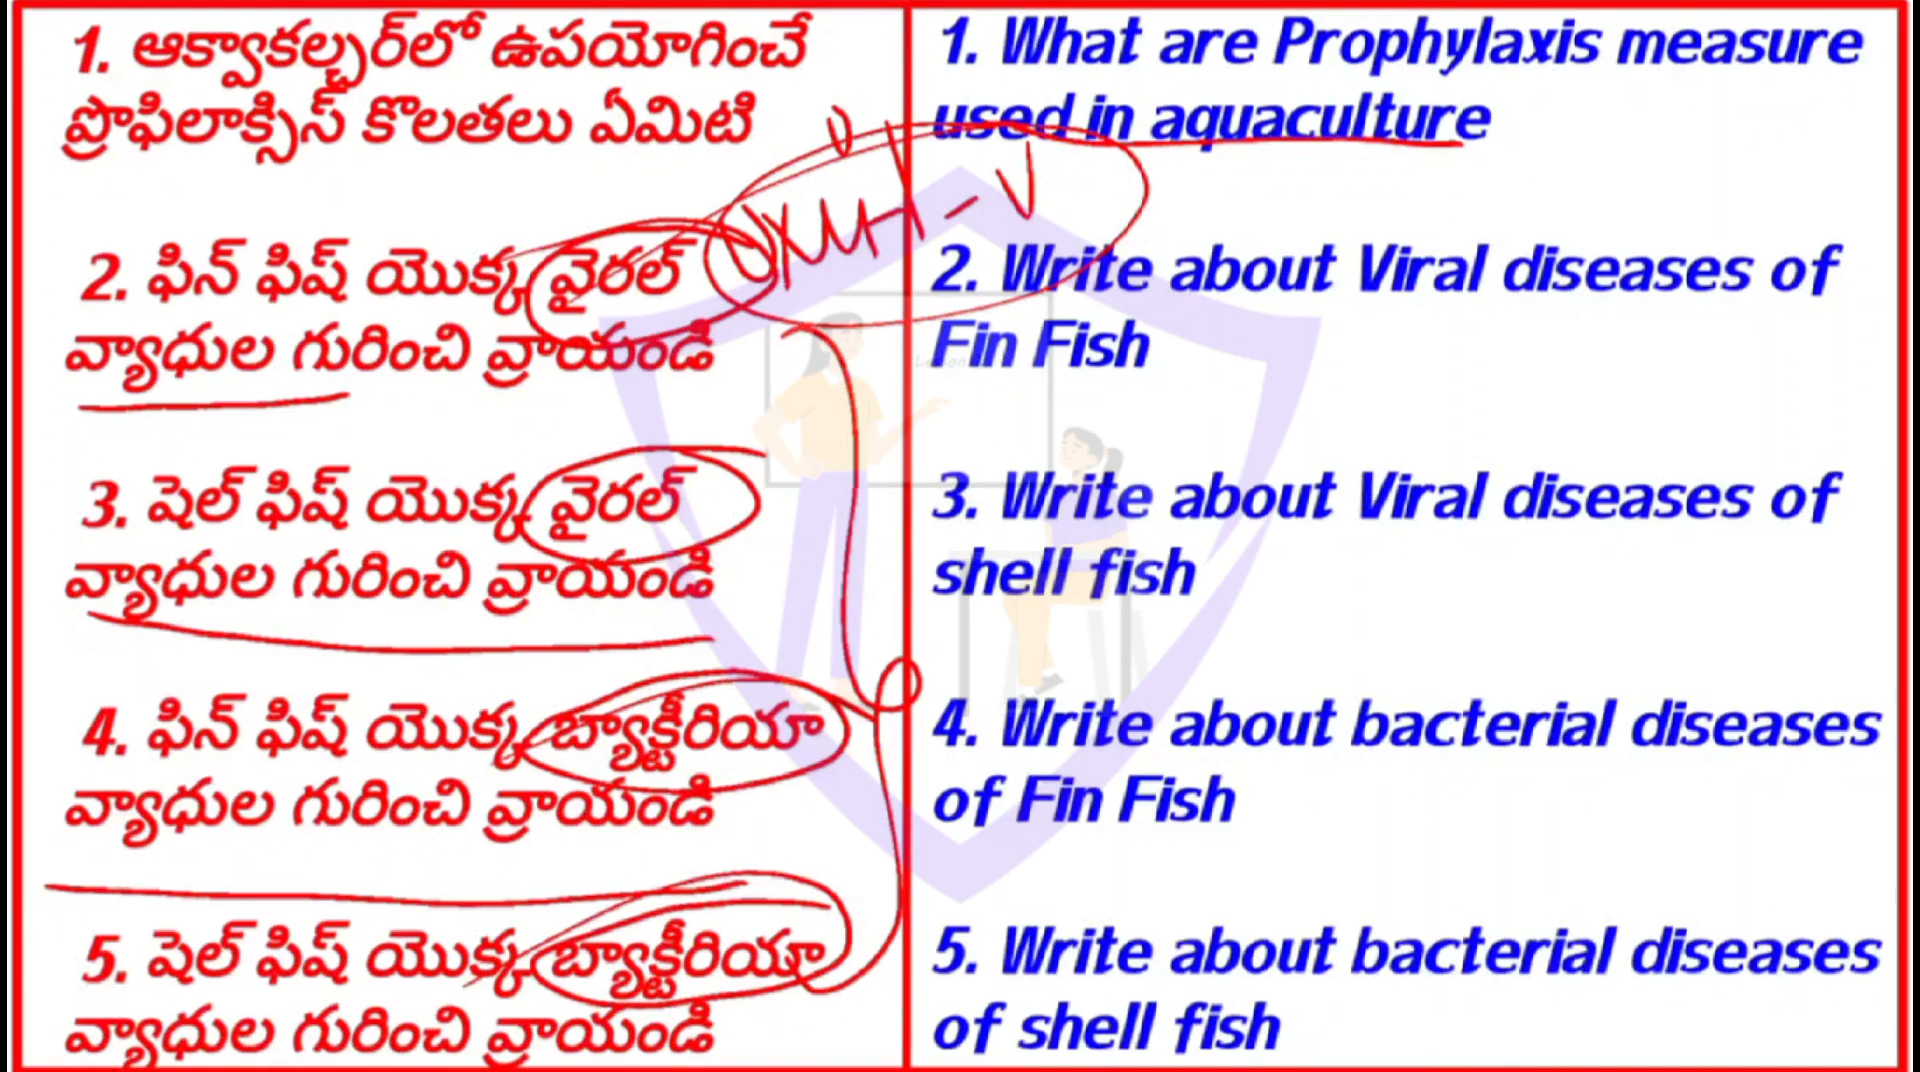 1. ఆక్వాకల్చర్‌లో ఉపయోగించే
ప్రొఫిలాక్సిస్ కొలతలు ఏమిటి
2. ఫిన్ ఫిష్ యొక్క వైరల్
వ్యాధుల గురించి వ్రాయండి
3. షెల్ ఫిష్ యొక్క వైరల్
వ్యాధుల గురించి వ్రాయండి
4. ఫిన్ ఫిష్ యొక్క బ్యాక్టీరియా
వ్యాధుల గురించి వ్రాయండి
5. షెల్ ఫిష్ యొక్క బ్యాక్టీరియా
వ్యాధుల గురించి వ్రాయండి
1. What are Prophylaxis measure
used in aquaculture
2. Write about Viral diseases of
Fin Fish
3. Write about Viral diseases of
shell fish
4. Write about bacterial diseases
of Fin Fish
5. Write about bacterial diseases
of shell fish